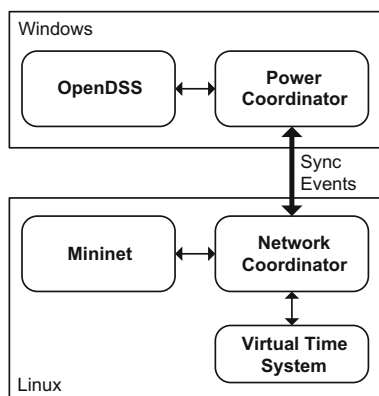 Windows
OpenDSS
Power
Coordinator
Sync
Events
Mininet
Network
Coordinator
Virtual Time
System
Linux